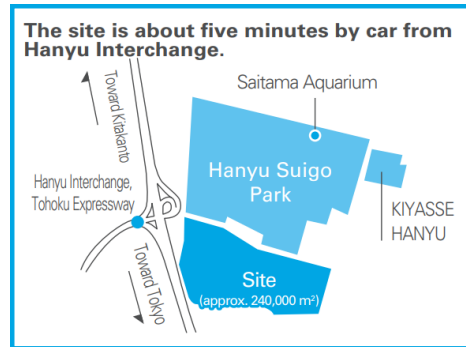 The site is about five minutes by car from
Hanyu Interchange.
Toward Kitakanto
Saitama Aquarium
Hanyu Suigo
Park
Hanyu Interchange,
Tohoku Expressway
KIYASSE
HANYU
Toward Tokyo
Site
(approx. 240,000 m²)